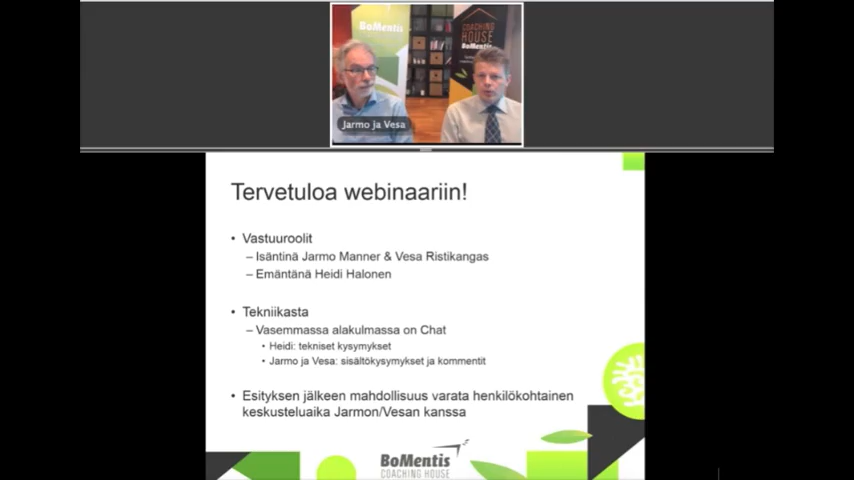 BoMentis
COACHING
HOUSE
BoMentis
Jarmo ja Vesa
Tervetuloa webinaariin!
• Vastuuroolit
– Isäntinä Jarmo Manner & Vesa Ristikangas
– Emäntänä Heidi Halonen
• Tekniikasta
– Vasemmassa alakulmassa on Chat
• Heidi: tekniset kysymykset
• Jarmo ja Vesa: sisältökysymykset ja kommentit
• Esityksen jälkeen mahdollisuus varata henkilökohtainen
keskusteluaika Jarmon/Vesan kanssa
BoMentis
COACHING HOUSE